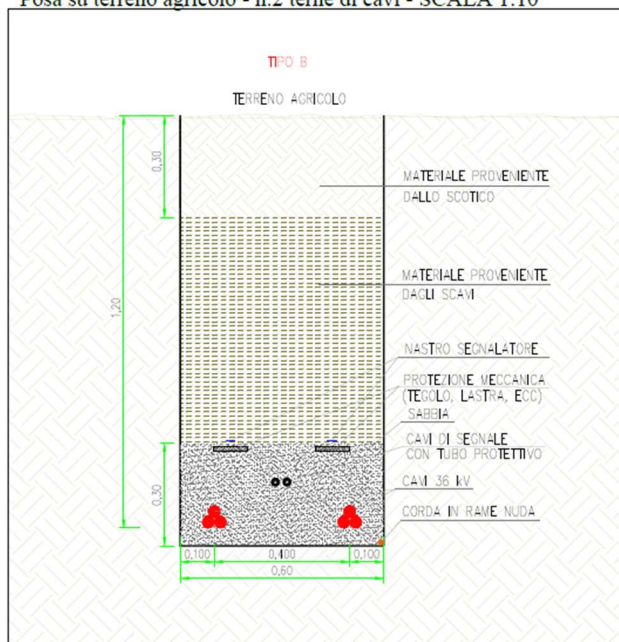 Posa su terreno agricolo - n.2 terne di cavi - SCALA 1:10
TIPO B
TERRENO AGRICOLO
0,30
MATERIALE PROVENIENTE
DALLO SCOTICO
1,20
MATERIALE PROVENIENTE
DAGLI SCAVI
NASTRO SEGNALATORE
PROTEZIONE MECCANICA
(TEGOLO, LASTRA, ECC)
SABBIA
CAVI DI SEGNALE
CON TUBO PROTETTIVO
0,30
CAVI 36 kV
CORDA IN RAME NUDA
0,100 0,400 0,100
0,60